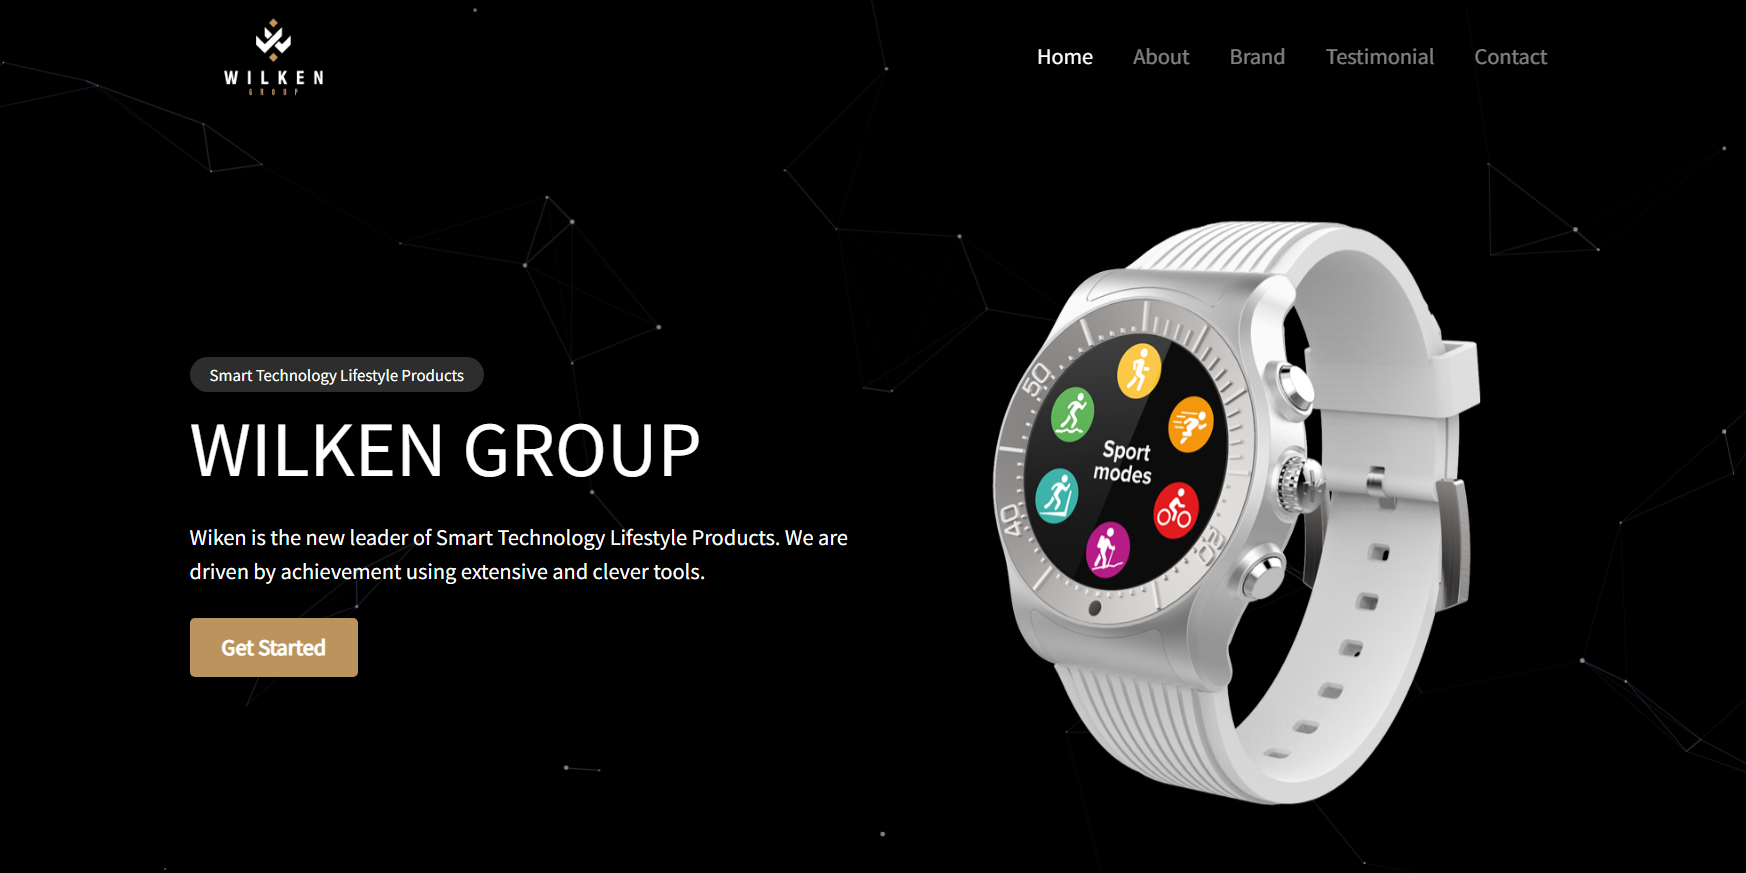 WILKEN
GROUP
Home About Brand Testimonial Contact
Smart Technology Lifestyle Products
WILKEN GROUP
Wiken is the new leader of Smart Technology Lifestyle Products. We are
driven by achievement using extensive and clever tools.
Get Started
50
Sport
modes
40
20